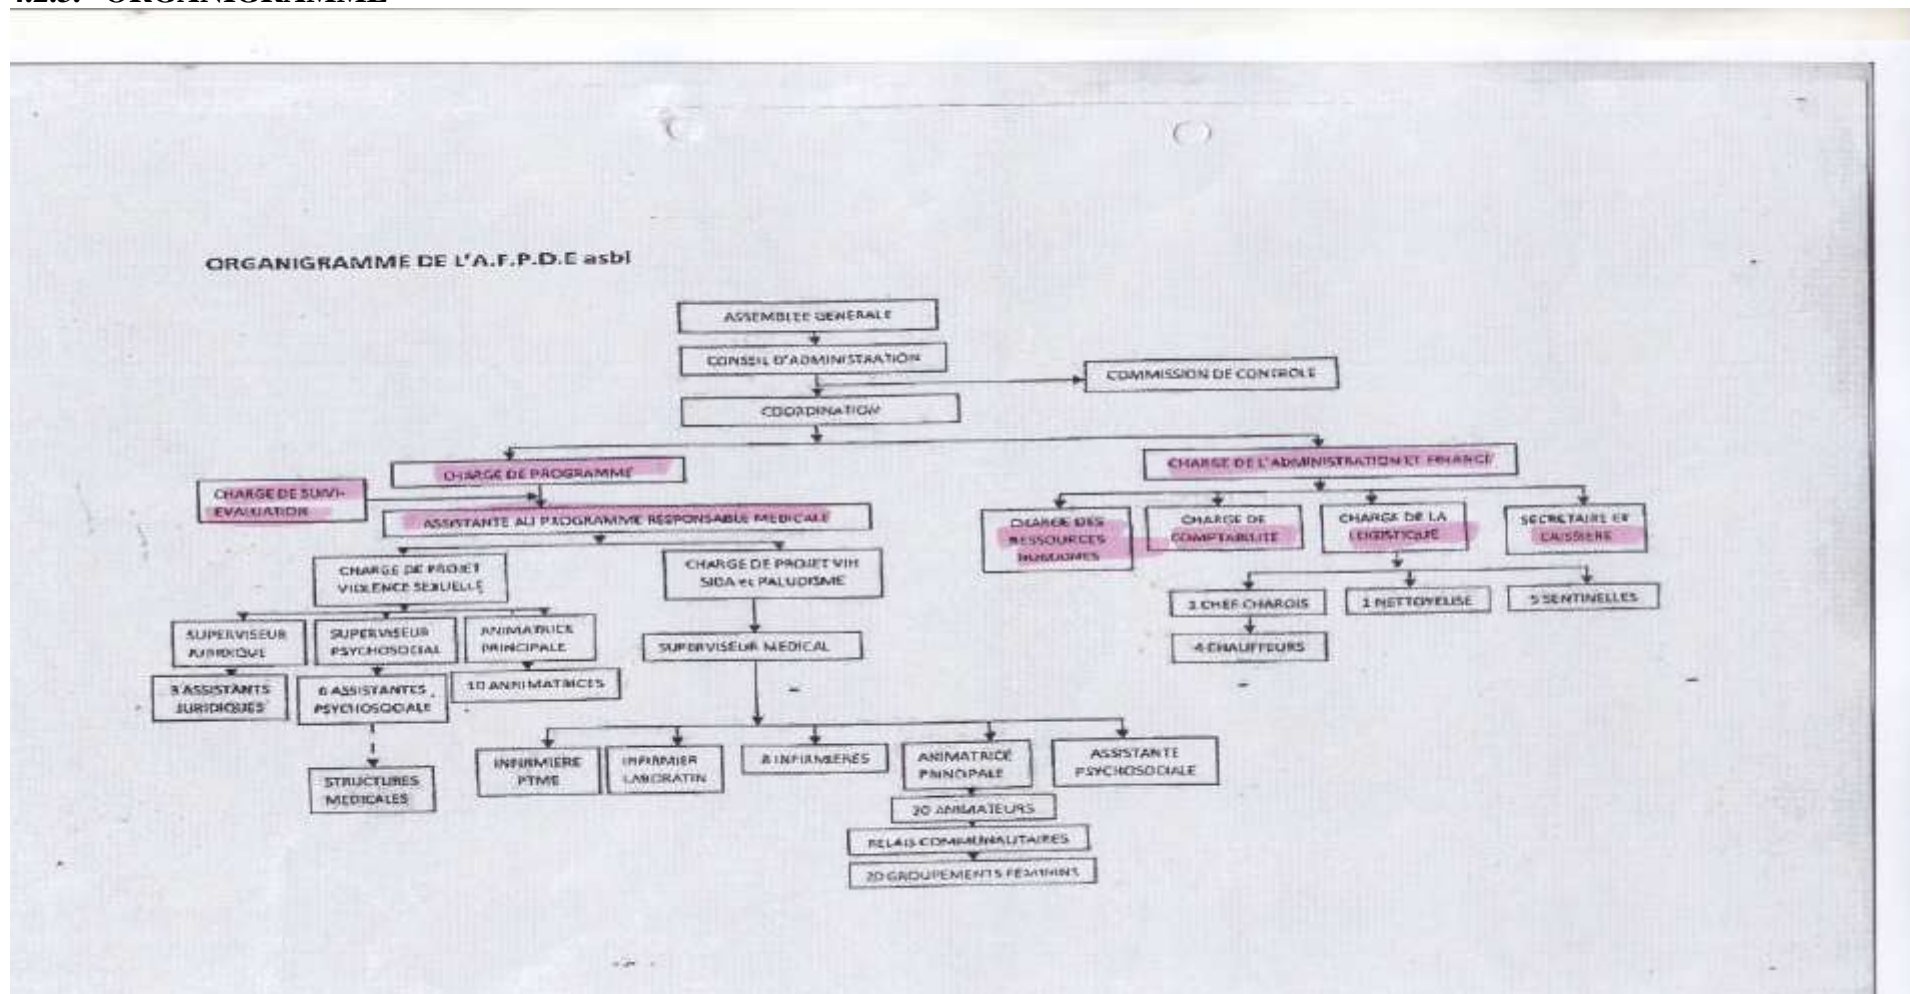 4.2.3. ORGANIGRAMME
ORGANIGRAMME DE L'A.F.P.D.E asbl
ASSEMBLEE GENERALE
CONSEIL D'ADMINISTRATION
COMMISSION DE CONTROLE
COORDINATION
CHARGE DE PROGRAMME
CHARGE DE L'ADMINISTRATION ET FINANCE
CHARGE DE SUIVI-
EVALUATION
ASSISTANTE AU PROGRAMME RESPONSABLE MEDICALE
CHARGE DES
RESSOURCES
HUMAINES
CHARGE DE
COMPTABILITE
CHARGE DE LA
LOGISTIQUE
SECRETAIRE ET
CAISSIERE
CHARGE DE PROJET
VIOLENCE SEXUELLE
CHARGE DE PROJET VIH
SIDA et PALUDISME
1 CHEF CHAROIS
1 NETTOYEUSE
5 SENTINELLES
4 CHAUFFEURS
SUPERVISEUR
JURIDIQUE
SUPERVISEUR
PSYCHOSOCIAL
ANIMATRICE
PRINCIPALE
SUPERVISEUR MEDICAL
3 ASSISTANTS
JURIDIQUES
6 ASSISTANTES
PSYCHOSOCIALE
10 ANNIMATRICES
STRUCTURES
MEDICALES
INFIRMIERE
PTME
INFIRMIER
LABORATIN
8 INFIRMIERES
ANIMATRICE
PRINCIPALE
ASSISTANTE
PSYCHOSOCIALE
20 ANIMATEURS
RELAIS COMMUNAUTAIRES
20 GROUPEMENTS FEMININS